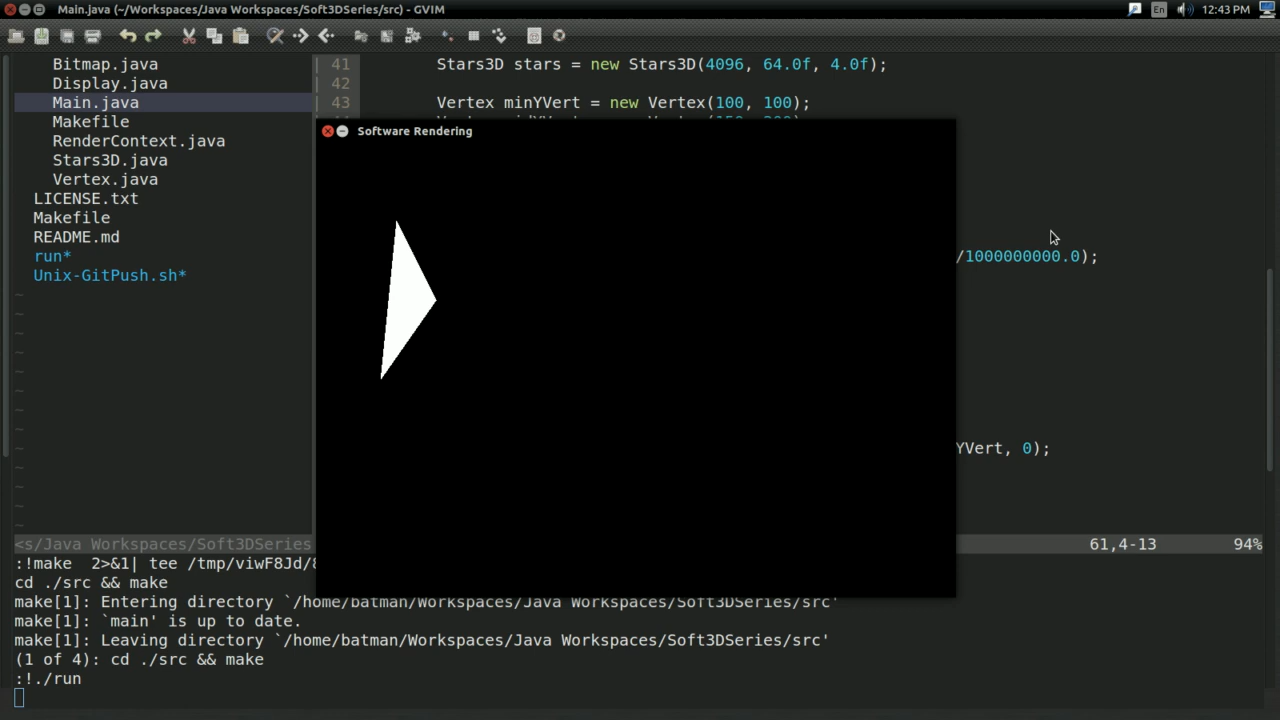 Main.java (~/Workspaces/Java Workspaces/Soft3DSeries/src) - GVIM
En
12:43 PM
Bitmap.java
Display.java
Main.java
Makefile
RenderContext.java
Stars3D.java
Vertex.java
LICENSE.txt
Makefile
README.md
run*
Unix-GitPush.sh*
~
~
~
~
~
~
~
~
~
~
~
~
~
41 Stars3D stars = new Stars3D(4096, 64.0f, 4.0f);
42
43 Vertex minYVert = new Vertex(100, 100);
Software Rendering
/1000000000.0);
YVert, 0);
<s/Java Workspaces/Soft3DSeries
61,4-13 94%
:!make 2>&1| tee /tmp/viwF8Jd/
cd ./src && make
make[1]: Entering directory `/home/batman/Workspaces/Java Workspaces/Soft3DSeries/src'
make[1]: `main' is up to date.
make[1]: Leaving directory `/home/batman/Workspaces/Java Workspaces/Soft3DSeries/src'
(1 of 4): cd ./src && make
:!./run